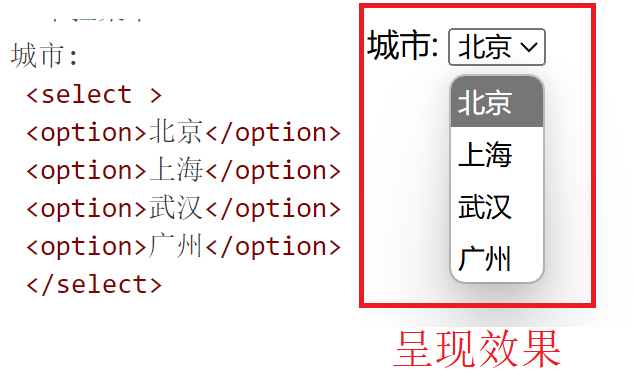 城市:
<select >
<option>北京</option>
<option>上海</option>
<option>武汉</option>
<option>广州</option>
</select>
城市: 北京
北京
上海
武汉
广州
呈现效果